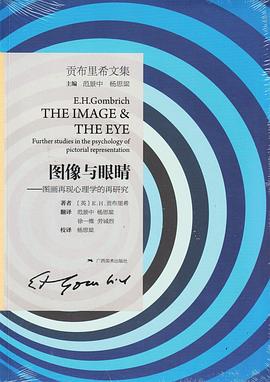 贡布里希文集
主编 范景中 杨思梁
E.H.Gombrich
THE IMAGE &
THE EYE
Further studies in the psychology of
pictorial representation
图像与眼睛
——图画再现心理学的再研究
著者 [英] E.H.贡布里希
翻译 范景中 杨思梁
徐一维 劳诚烈
校译 杨思梁
E H Gombrich
广西美术出版社